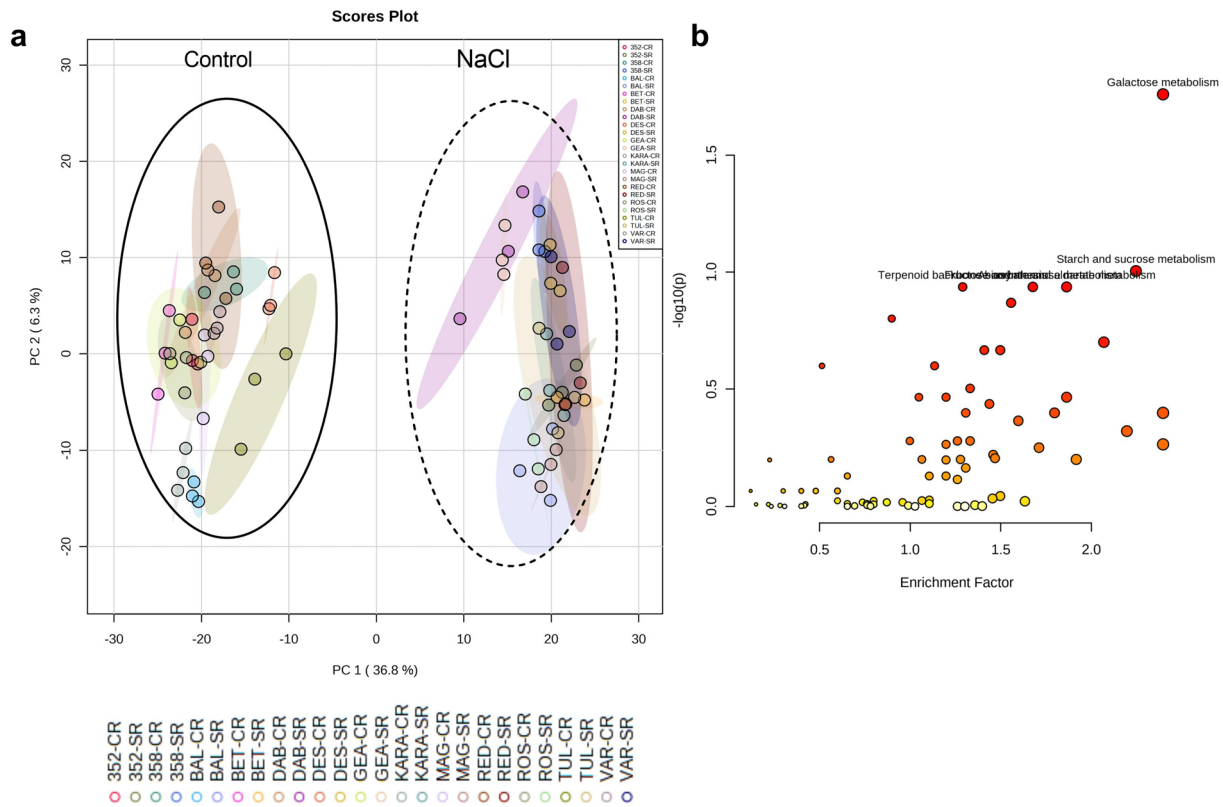 a
Scores Plot
Control
NaCl
352-CR
352-SR
358-CR
358-SR
BAL-CR
BAL-SR
BET-CR
BET-SR
DAB-CR
DAB-SR
DES-CR
DES-SR
GEA-CR
GEA-SR
KARA-CR
KARA-SR
MAG-CR
MAG-SR
RED-CR
RED-SR
ROS-CR
ROS-SR
TUL-CR
TUL-SR
VAR-CR
VAR-SR
PC 2 ( 6.3 %)
30
20
10
0
-10
-20
-30
-20
-10
0
10
20
30
PC 1 ( 36.8 %)
352-CR
352-SR
358-CR
358-SR
BAL-CR
BAL-SR
BET-CR
BET-SR
DAB-CR
DAB-SR
DES-CR
DES-SR
GEA-CR
GEA-SR
KARA-CR
KARA-SR
MAG-CR
MAG-SR
RED-CR
RED-SR
ROS-CR
ROS-SR
TUL-CR
TUL-SR
VAR-CR
VAR-SR
b
Galactose metabolism
Starch and sucrose metabolism
Terpenoid metabolism
-log10(p)
1.5
1.0
0.5
0.0
0.5
1.0
1.5
2.0
Enrichment Factor